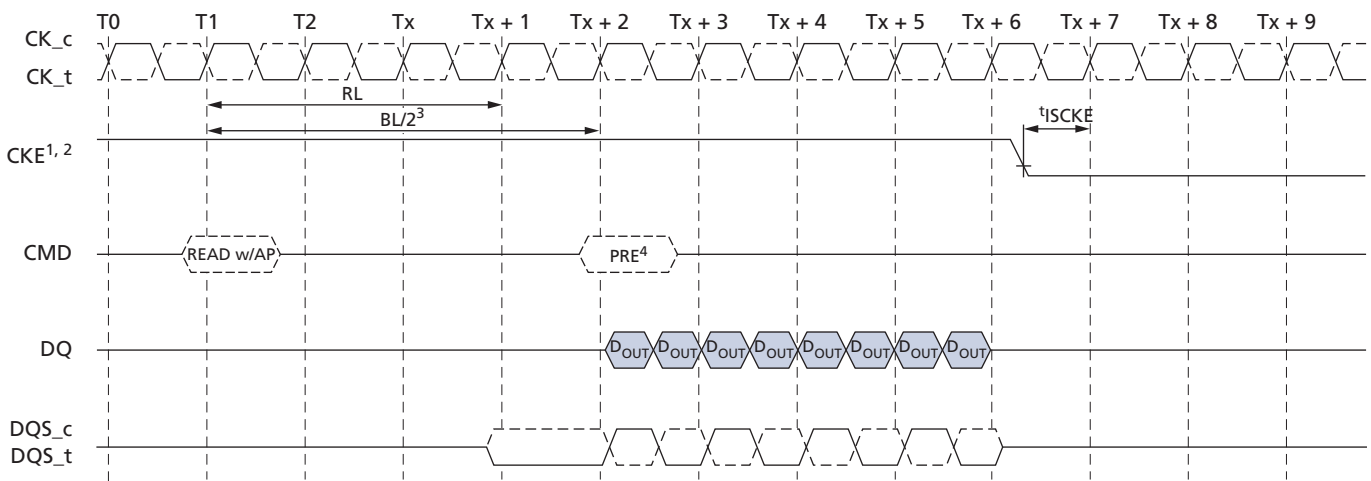 T0 T1 T2 Tx Tx + 1 Tx + 2 Tx + 3 Tx + 4 Tx + 5 Tx + 6 Tx + 7 Tx + 8 Tx + 9
CK_c
CK_t
RL
BL/2³
tISCKE
CKE1, 2
CMD READ w/AP PRE⁴
DQ DOUT DOUT DOUT DOUT DOUT DOUT DOUT DOUT
DQS_c
DQS_t